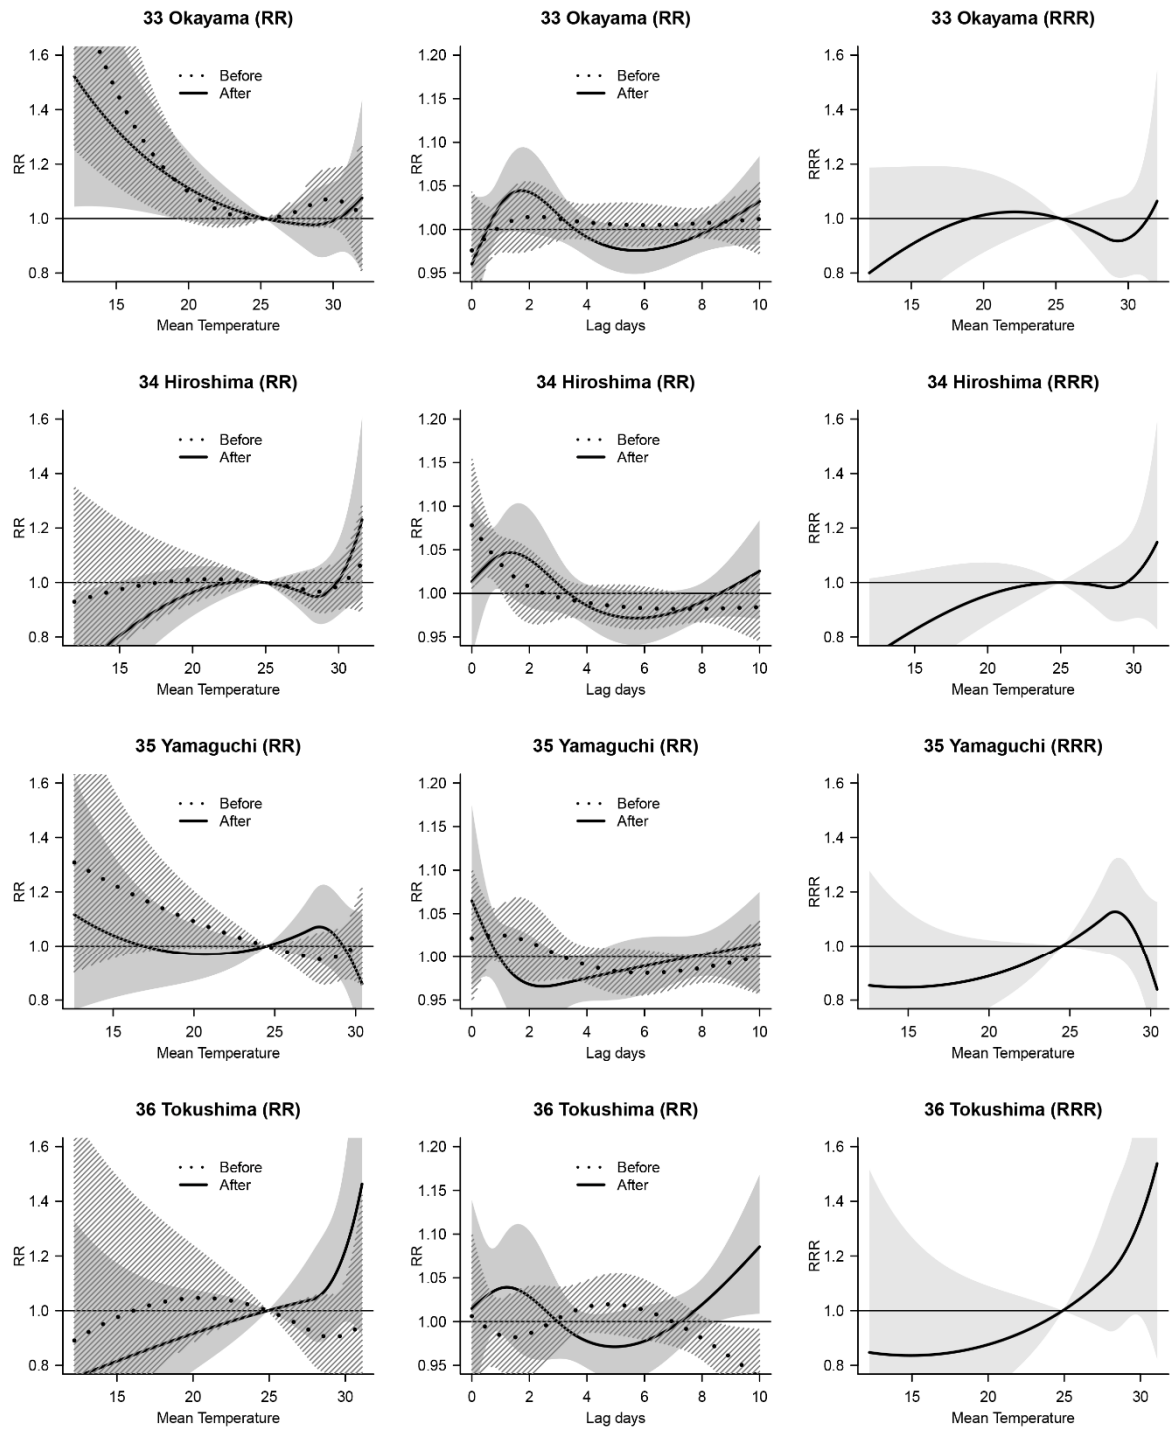 33 Okayama (RR)
1.6
1.4
1.2
1.0
0.8
RR
Before
After
15
20
25
30
Mean Temperature
33 Okayama (RR)
1.20
1.15
1.10
1.05
1.00
0.95
RR
Before
After
0
2
4
6
8
10
Lag days
33 Okayama (RRR)
1.6
1.4
1.2
1.0
0.8
RRR
15
20
25
30
Mean Temperature
34 Hiroshima (RR)
1.6
1.4
1.2
1.0
0.8
RR
Before
After
15
20
25
30
Mean Temperature
34 Hiroshima (RR)
1.20
1.15
1.10
1.05
1.00
0.95
RR
Before
After
0
2
4
6
8
10
Lag days
34 Hiroshima (RRR)
1.6
1.4
1.2
1.0
0.8
RRR
15
20
25
30
Mean Temperature
35 Yamaguchi (RR)
1.6
1.4
1.2
1.0
0.8
RR
Before
After
15
20
25
30
Mean Temperature
35 Yamaguchi (RR)
1.20
1.15
1.10
1.05
1.00
0.95
RR
Before
After
0
2
4
6
8
10
Lag days
35 Yamaguchi (RRR)
1.6
1.4
1.2
1.0
0.8
RRR
15
20
25
30
Mean Temperature
36 Tokushima (RR)
1.6
1.4
1.2
1.0
0.8
RR
Before
After
15
20
25
30
Mean Temperature
36 Tokushima (RR)
1.20
1.15
1.10
1.05
1.00
0.95
RR
Before
After
0
2
4
6
8
10
Lag days
36 Tokushima (RRR)
1.6
1.4
1.2
1.0
0.8
RRR
15
20
25
30
Mean Temperature